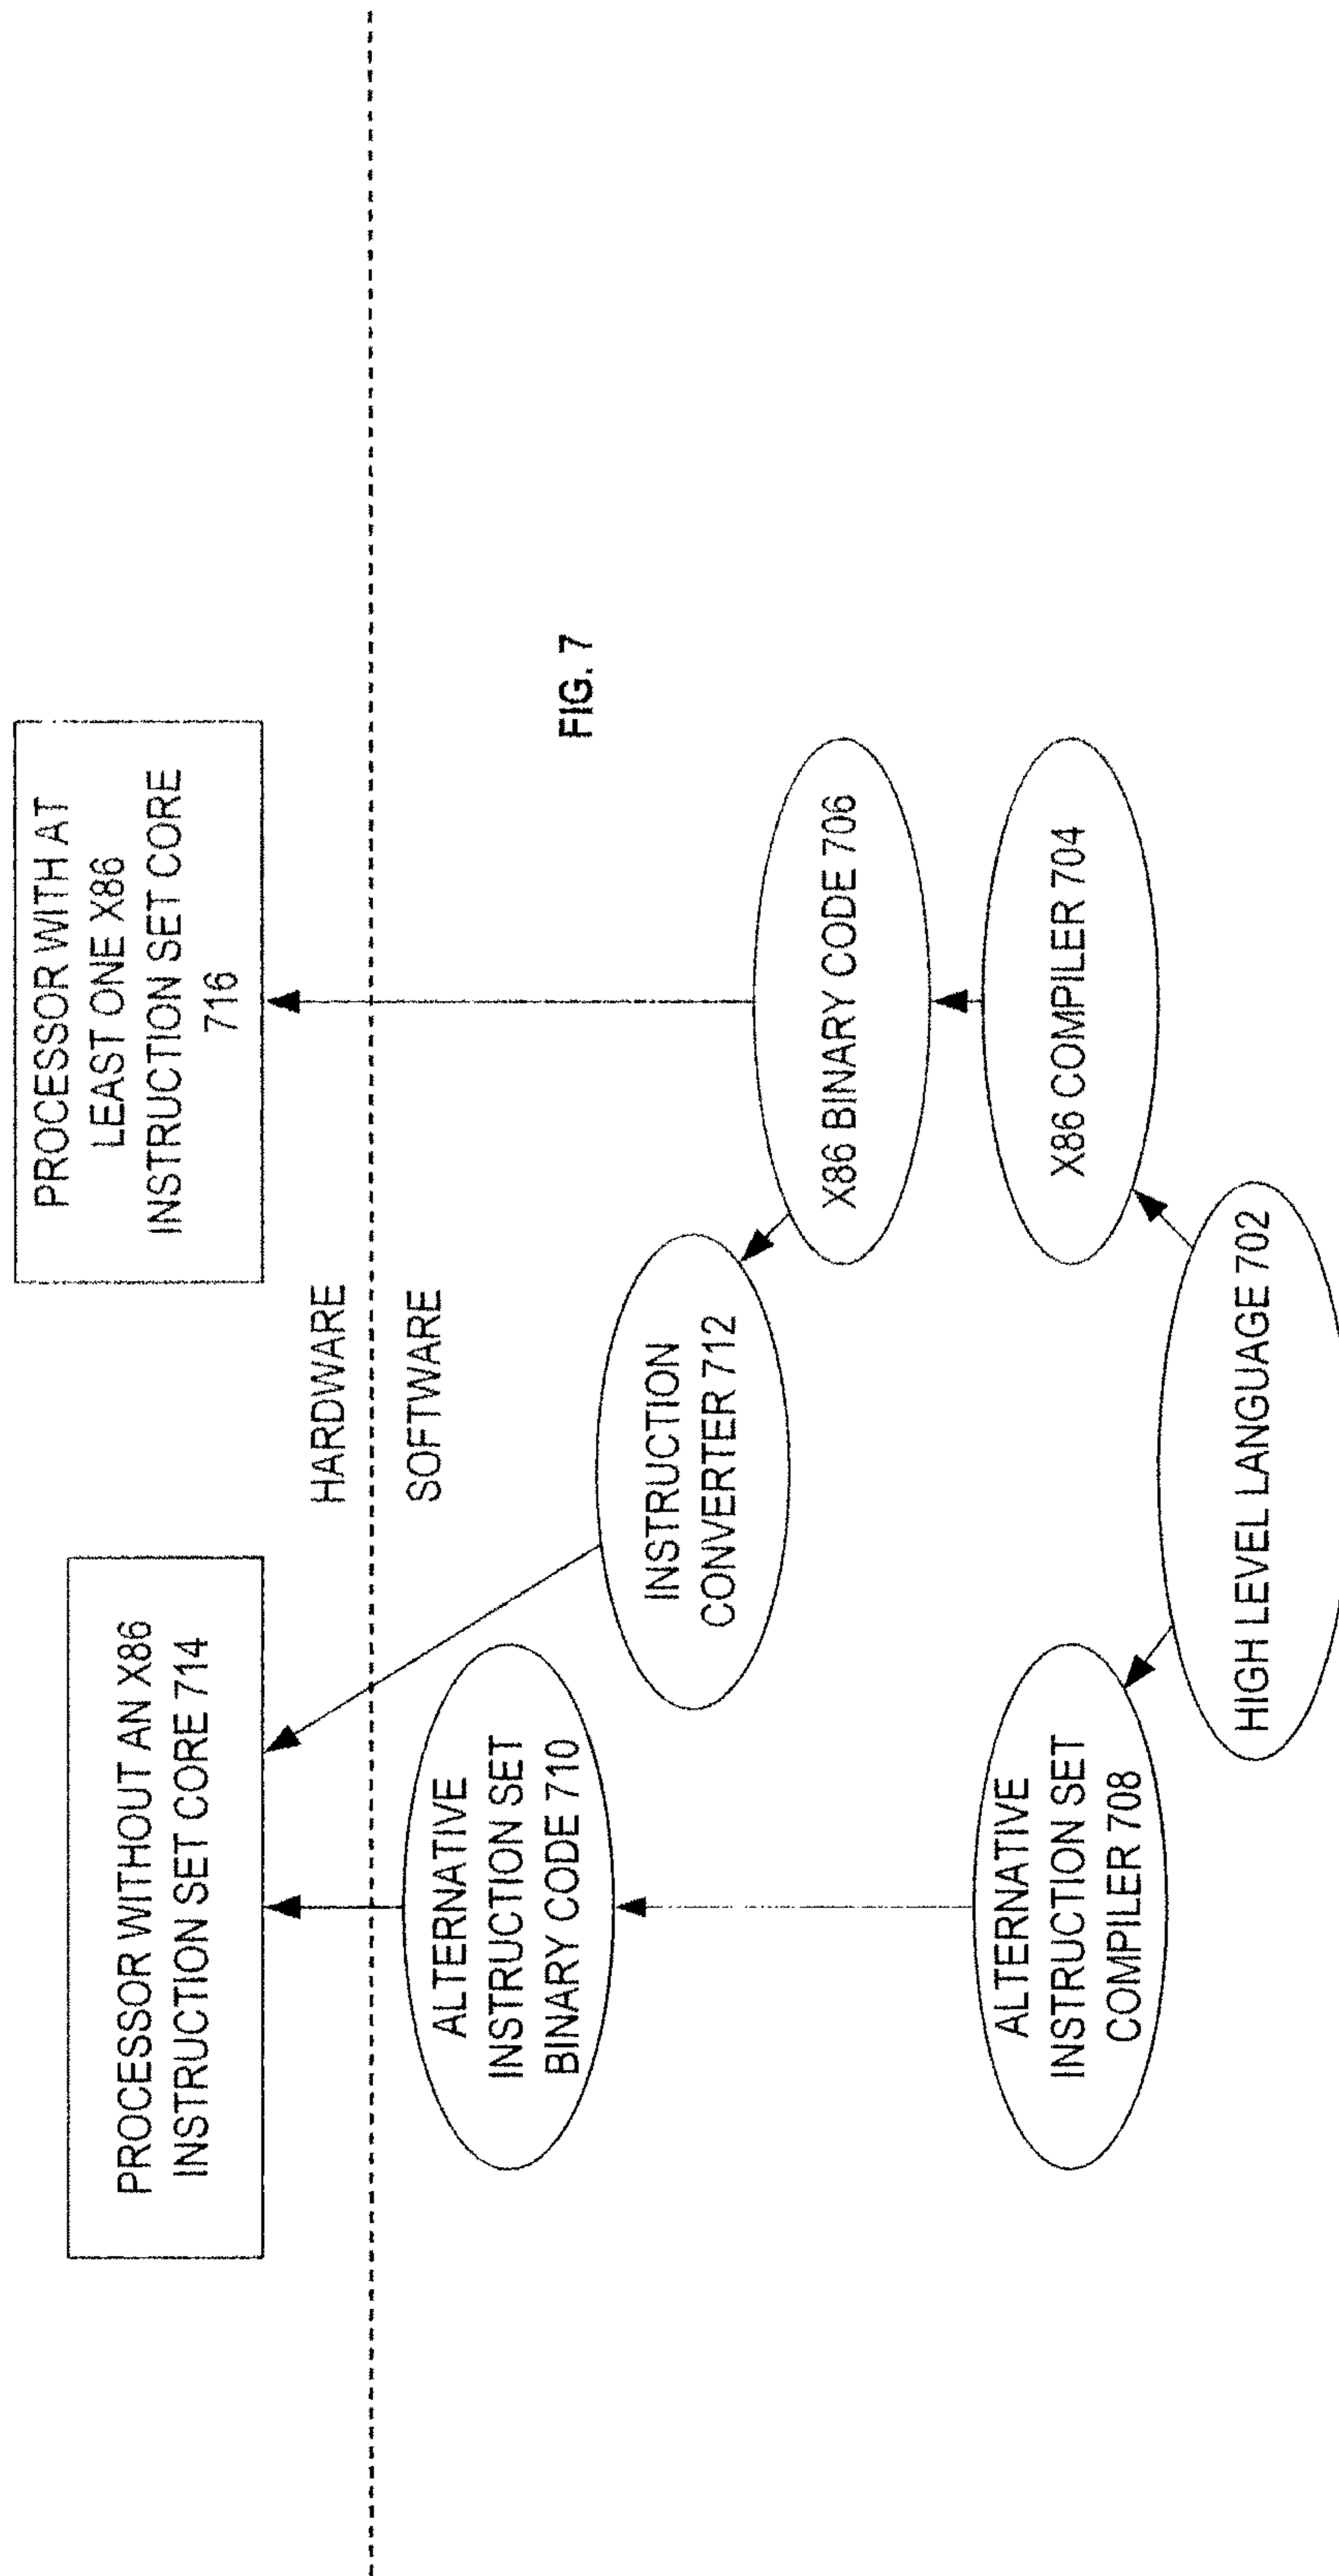 PROCESSOR WITHOUT AN X86
INSTRUCTION SET CORE 714
PROCESSOR WITH AT
LEAST ONE X86
INSTRUCTION SET CORE
716
HARDWARE
SOFTWARE
ALTERNATIVE
INSTRUCTION SET
BINARY CODE 710
INSTRUCTION
CONVERTER 712
FIG. 7
X86 BINARY CODE 706
ALTERNATIVE
INSTRUCTION SET
COMPILER 708
X86 COMPILER 704
HIGH LEVEL LANGUAGE 702